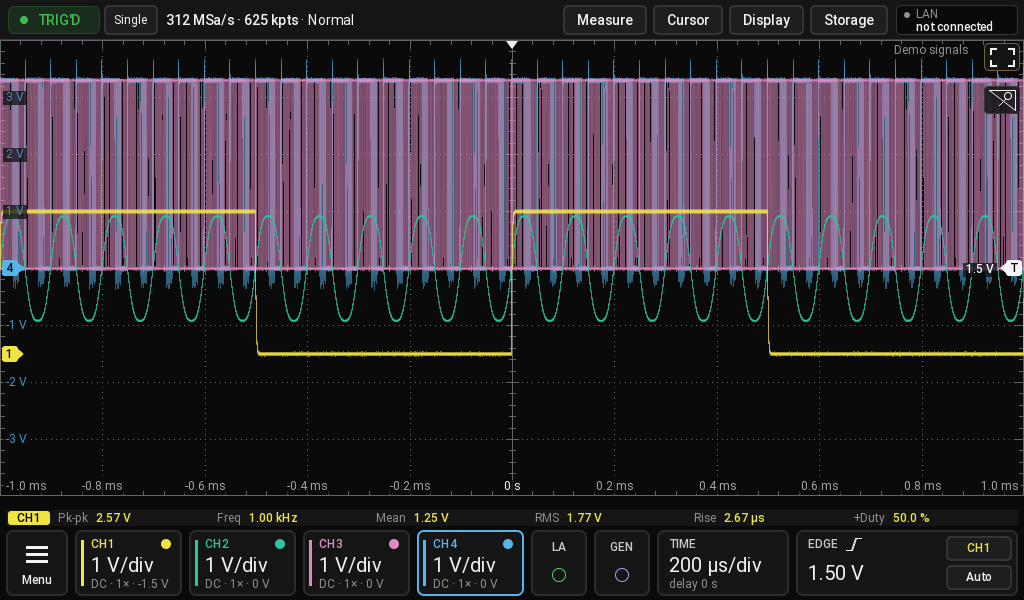 TRIG'D
Single
312 MSa/s · 625 kpts · Normal
Measure
Cursor
Display
Storage
LAN
not connected
Demo signals
3 V
2 V
1 V
4
1.5 V
T
-1 V
1
-2 V
-3 V
-1.0 ms
-0.8 ms
-0.6 ms
-0.4 ms
-0.2 ms
0 s
0.2 ms
0.4 ms
0.6 ms
0.8 ms
1.0 ms
CH1 Pk-pk 2.57 V Freq 1.00 kHz Mean 1.25 V RMS 1.77 V Rise 2.67 µs +Duty 50.0 %
Menu
CH1
1 V/div
DC · 1× · -1.5 V
CH2
1 V/div
DC · 1× · 0 V
CH3
1 V/div
DC · 1× · 0 V
CH4
1 V/div
DC · 1× · 0 V
LA
GEN
TIME
200 µs/div
delay 0 s
EDGE
1.50 V
CH1
Auto